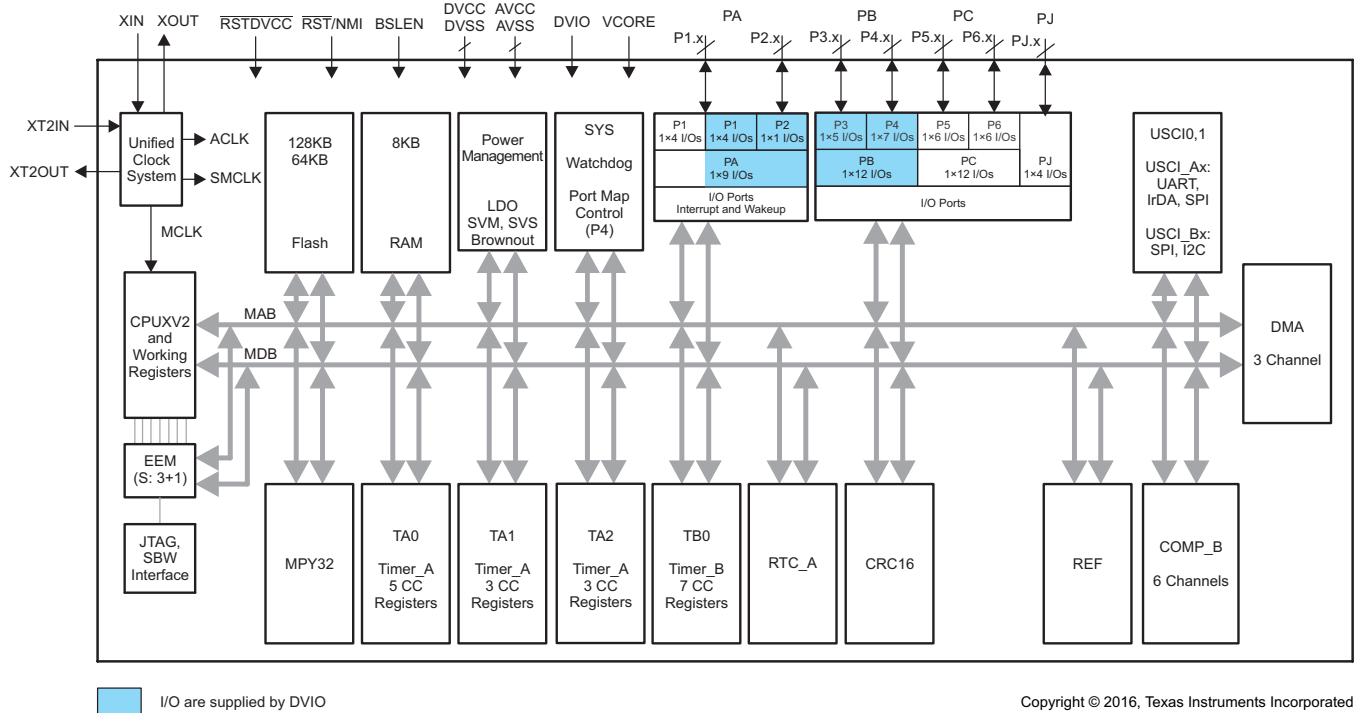 XIN
XOUT
RSTDVCC
RST/NMI
BSLEN
DVCC
DVSS
AVCC
AVSS
DVIO
VCORE
PA
P1.x
P2.x
PB
P3.x
P4.x
PC
P5.x
P6.x
PJ
PJ.x
XT2IN
XT2OUT
Unified
Clock
System
ACLK
SMCLK
MCLK
128KB
64KB
Flash
8KB
RAM
Power
Management
LDO
SVM, SVS
Brownout
SYS
Watchdog
Port Map
Control
(P4)
P1
1×4 I/Os
P1
1×4 I/Os
P2
1×1 I/Os
PA
1×9 I/Os
I/O Ports
Interrupt and Wakeup
P3
1×5 I/Os
P4
1×7 I/Os
P5
1×6 I/Os
P6
1×6 I/Os
PB
1×12 I/Os
PC
1×12 I/Os
PJ
1×4 I/Os
I/O Ports
USCI0,1
USCI_Ax:
UART,
IrDA, SPI
USCI_Bx:
SPI, I2C
CPUXV2
and
Working
Registers
MAB
MDB
DMA
3 Channel
EEM
(S: 3+1)
JTAG,
SBW
Interface
MPY32
TA0
Timer_A
5 CC
Registers
TA1
Timer_A
3 CC
Registers
TA2
Timer_A
3 CC
Registers
TB0
Timer_B
7 CC
Registers
RTC_A
CRC16
REF
COMP_B
6 Channels
I/O are supplied by DVIO
Copyright © 2016, Texas Instruments Incorporated